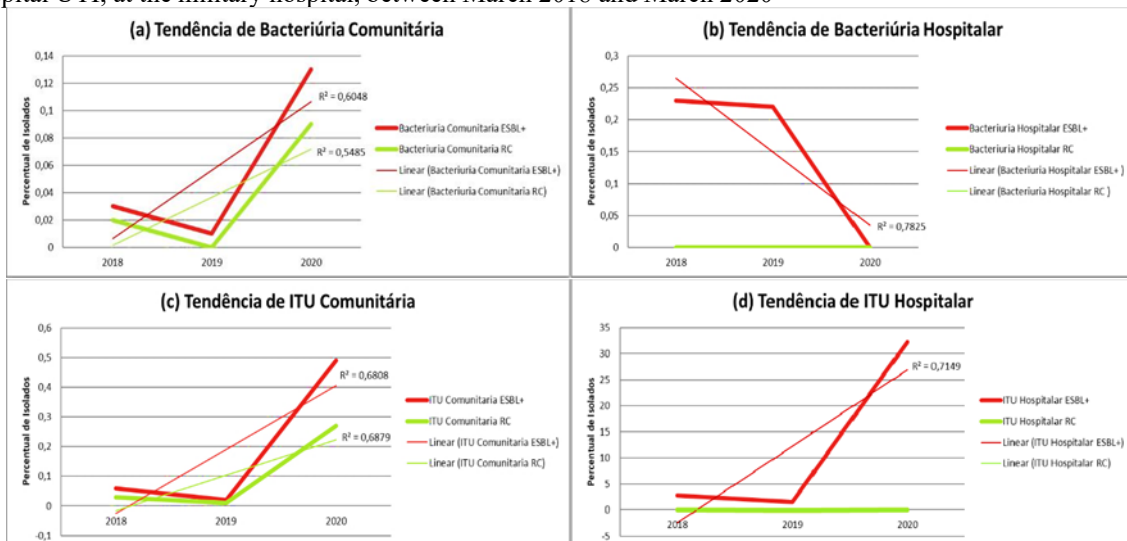 pital UTI, at the military hospital, between March 2018 and March 2020
(a) Tendência de Bacteriúria Comunitária
Percentual de Isolados
0,14
0,12
0,1
0,08
0,06
0,04
0,02
0
2018
2019
2020
R² = 0,6048
R² = 0,5485
Bacteriuria Comunitaria ESBL+
Bacteriuria Comunitaria RC
Linear (Bacteriuria Comunitaria ESBL+)
Linear (Bacteriuria Comunitaria RC)
(b) Tendência de Bacteriúria Hospitalar
Percentual de Isolados
0,3
0,25
0,2
0,15
0,1
0,05
0
2018
2019
2020
R² = 0,7825
Bacteriuria Hospitalar ESBL+
Bacteriuria Hospitalar RC
Linear (Bacteriuria Hospitalar ESBL+ )
Linear (Bacteriuria Hospitalar RC )
(c) Tendência de ITU Comunitária
Percentual de Isolados
0,6
0,5
0,4
0,3
0,2
0,1
0
-0,1
2018
2019
2020
R² = 0,6808
R² = 0,6879
ITU Comunitaria ESBL+
ITU Comunitaria RC
Linear (ITU Comunitaria ESBL+)
Linear (ITU Comunitaria RC)
(d) Tendência de ITU Hospitalar
Percentual de Isolados
35
30
25
20
15
10
5
0
-5
2018
2019
2020
R² = 0,7149
ITU Hospitalar ESBL+
ITU Hospitalar RC
Linear (ITU Hospitalar ESBL+)
Linear (ITU Hospitalar RC)